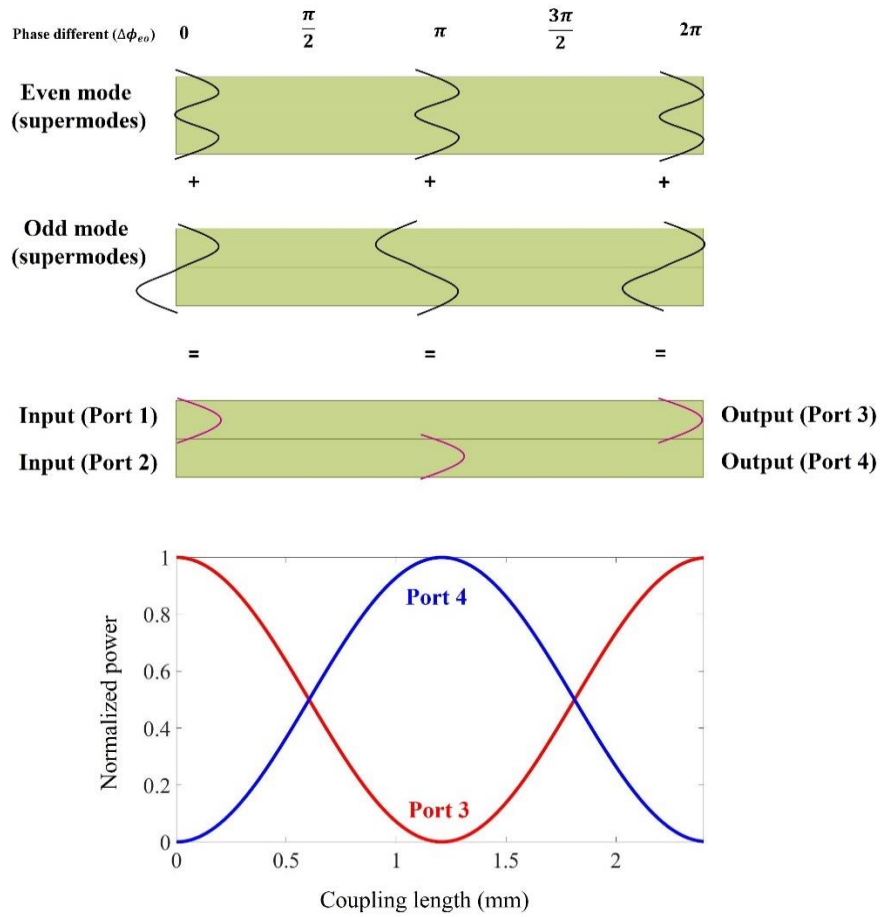 Phase different (Δϕ_eo) 0 π/2 π 3π/2 2π
Even mode
(supermodes)
+ + +
Odd mode
(supermodes)
= = =
Input (Port 1) Output (Port 3)
Input (Port 2) Output (Port 4)
1
0.8
0.6
0.4
0.2
0
Normalized power
Port 4
Port 3
0 0.5 1 1.5 2
Coupling length (mm)